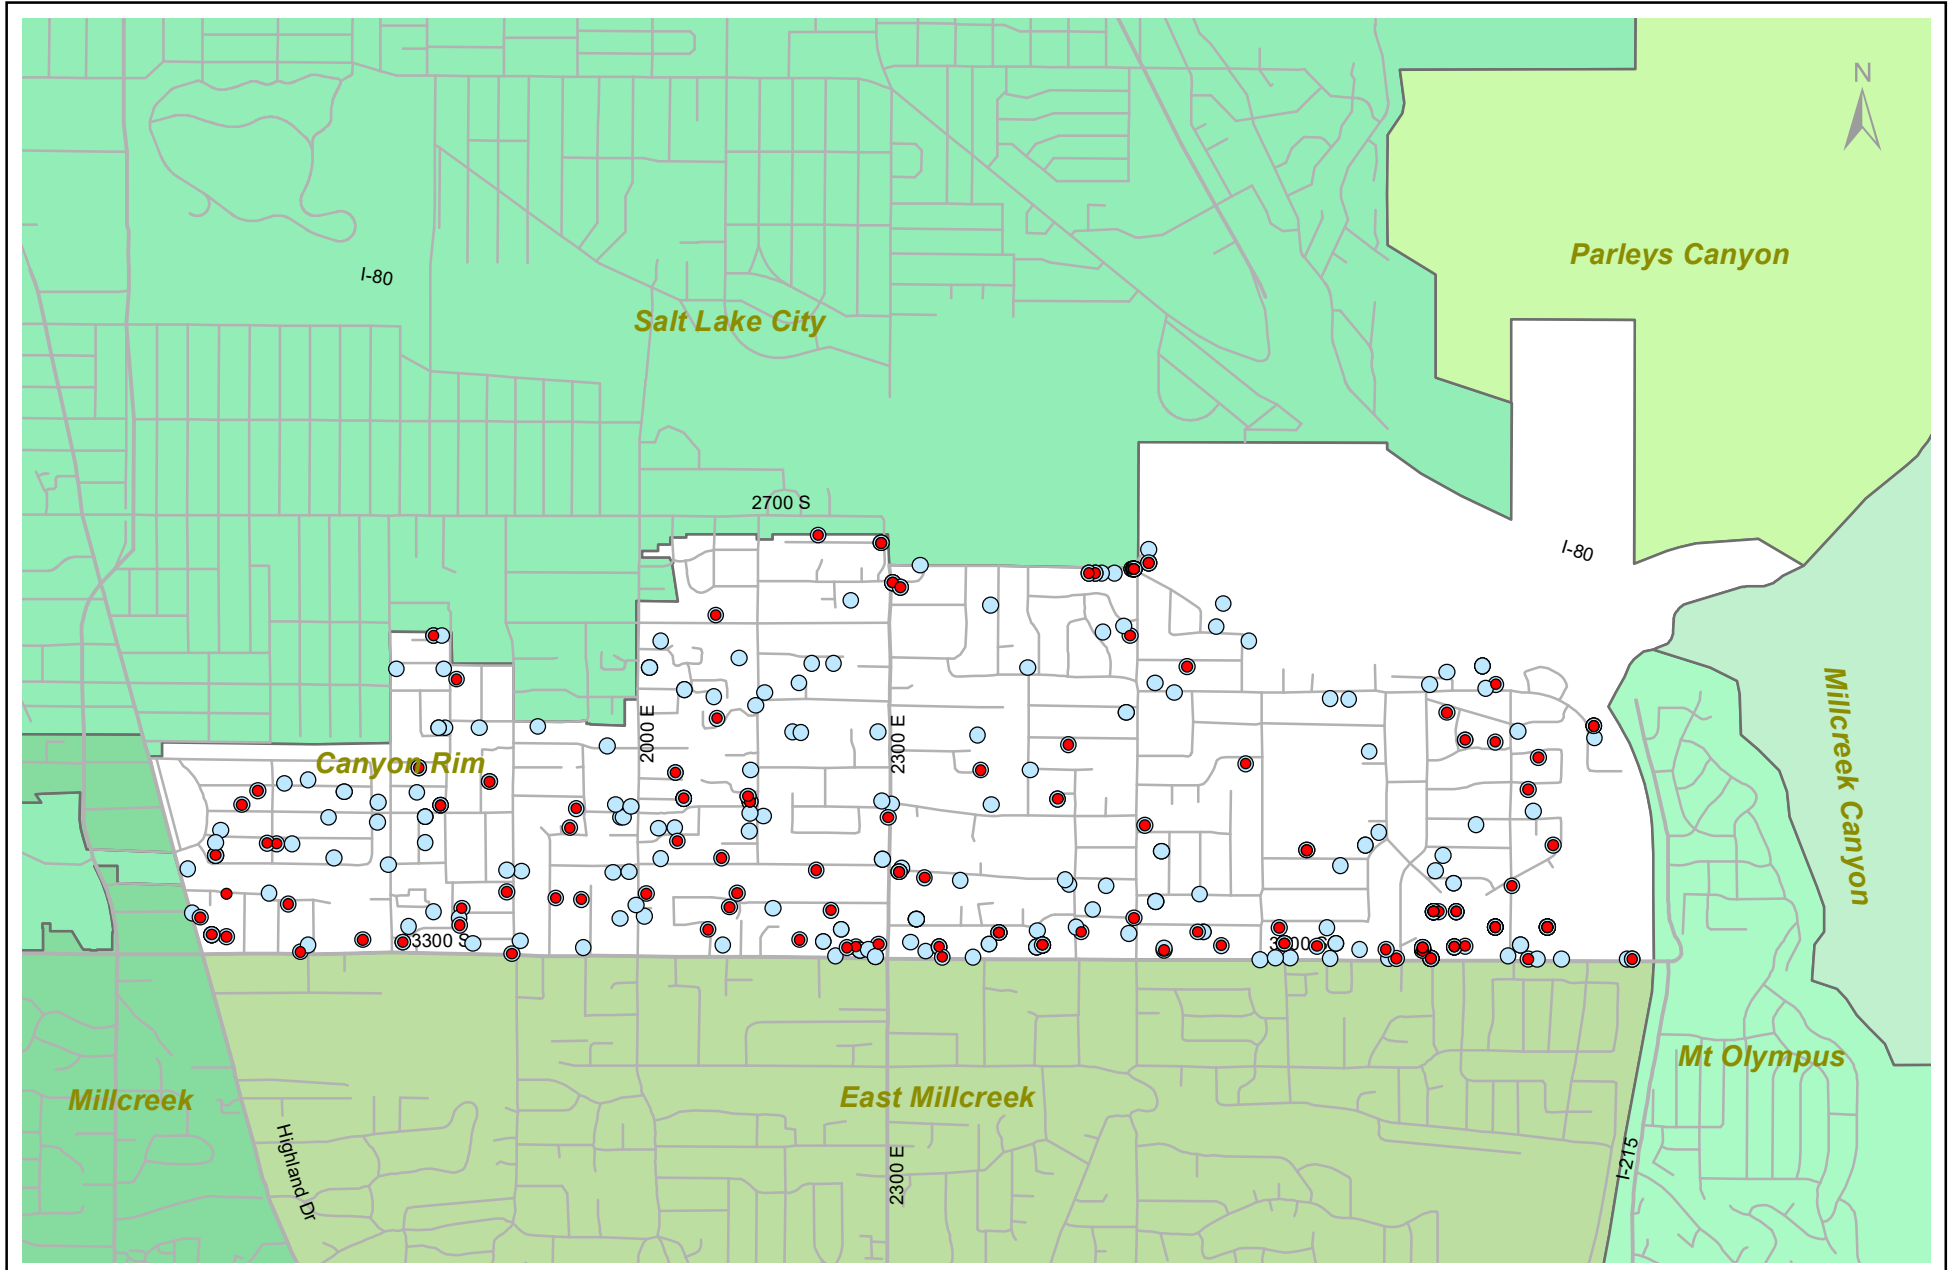 N
Parleys Canyon
I-80
Salt Lake City
2700 S
I-80
2000 E
2300 E
Canyon Rim
Millcreek Canyon
3300 S
3300 S
Mt Olympus
Millcreek
East Millcreek
Highland Dr
2300 E
I-215